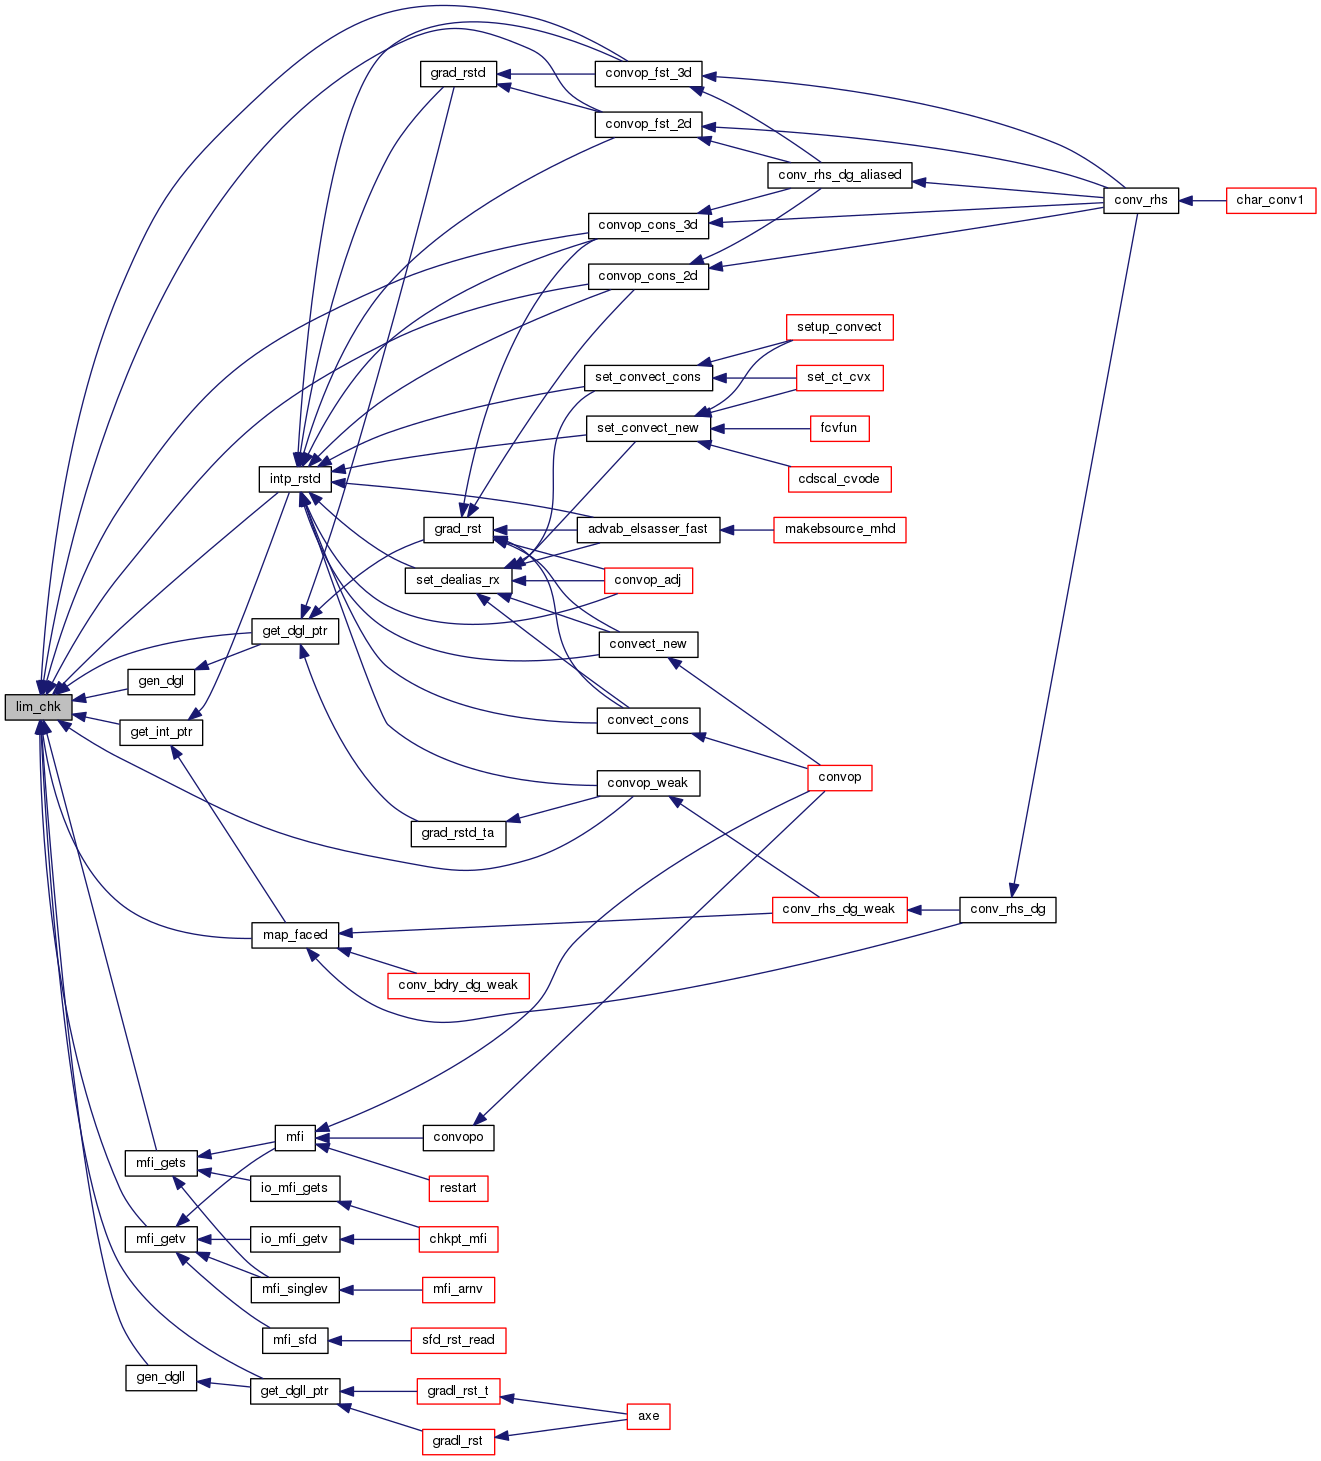 grad_rstd
convop_fst_3d
convop_fst_2d
conv_rhs_dg_aliased
conv_rhs
char_conv1
convop_cons_3d
convop_cons_2d
setup_convect
set_convect_cons
set_ct_cvx
set_convect_new
fcvfun
intp_rstd
cdscal_cvode
grad_rst
advab_elsasser_fast
makebsource_mhd
set_dealias_rx
convop_adj
get_dgl_ptr
convect_new
gen_dgl
lim_chk
get_int_ptr
convect_cons
convop_weak
convop
grad_rstd_ta
map_faced
conv_rhs_dg_weak
conv_rhs_dg
conv_bdry_dg_weak
mfi
convopo
mfi_gets
io_mfi_gets
restart
mfi_getv
io_mfi_getv
chkpt_mfi
mfi_singlev
mfi_arnv
mfi_sfd
sfd_rst_read
gen_dgll
get_dgll_ptr
gradl_rst_t
axe
gradl_rst